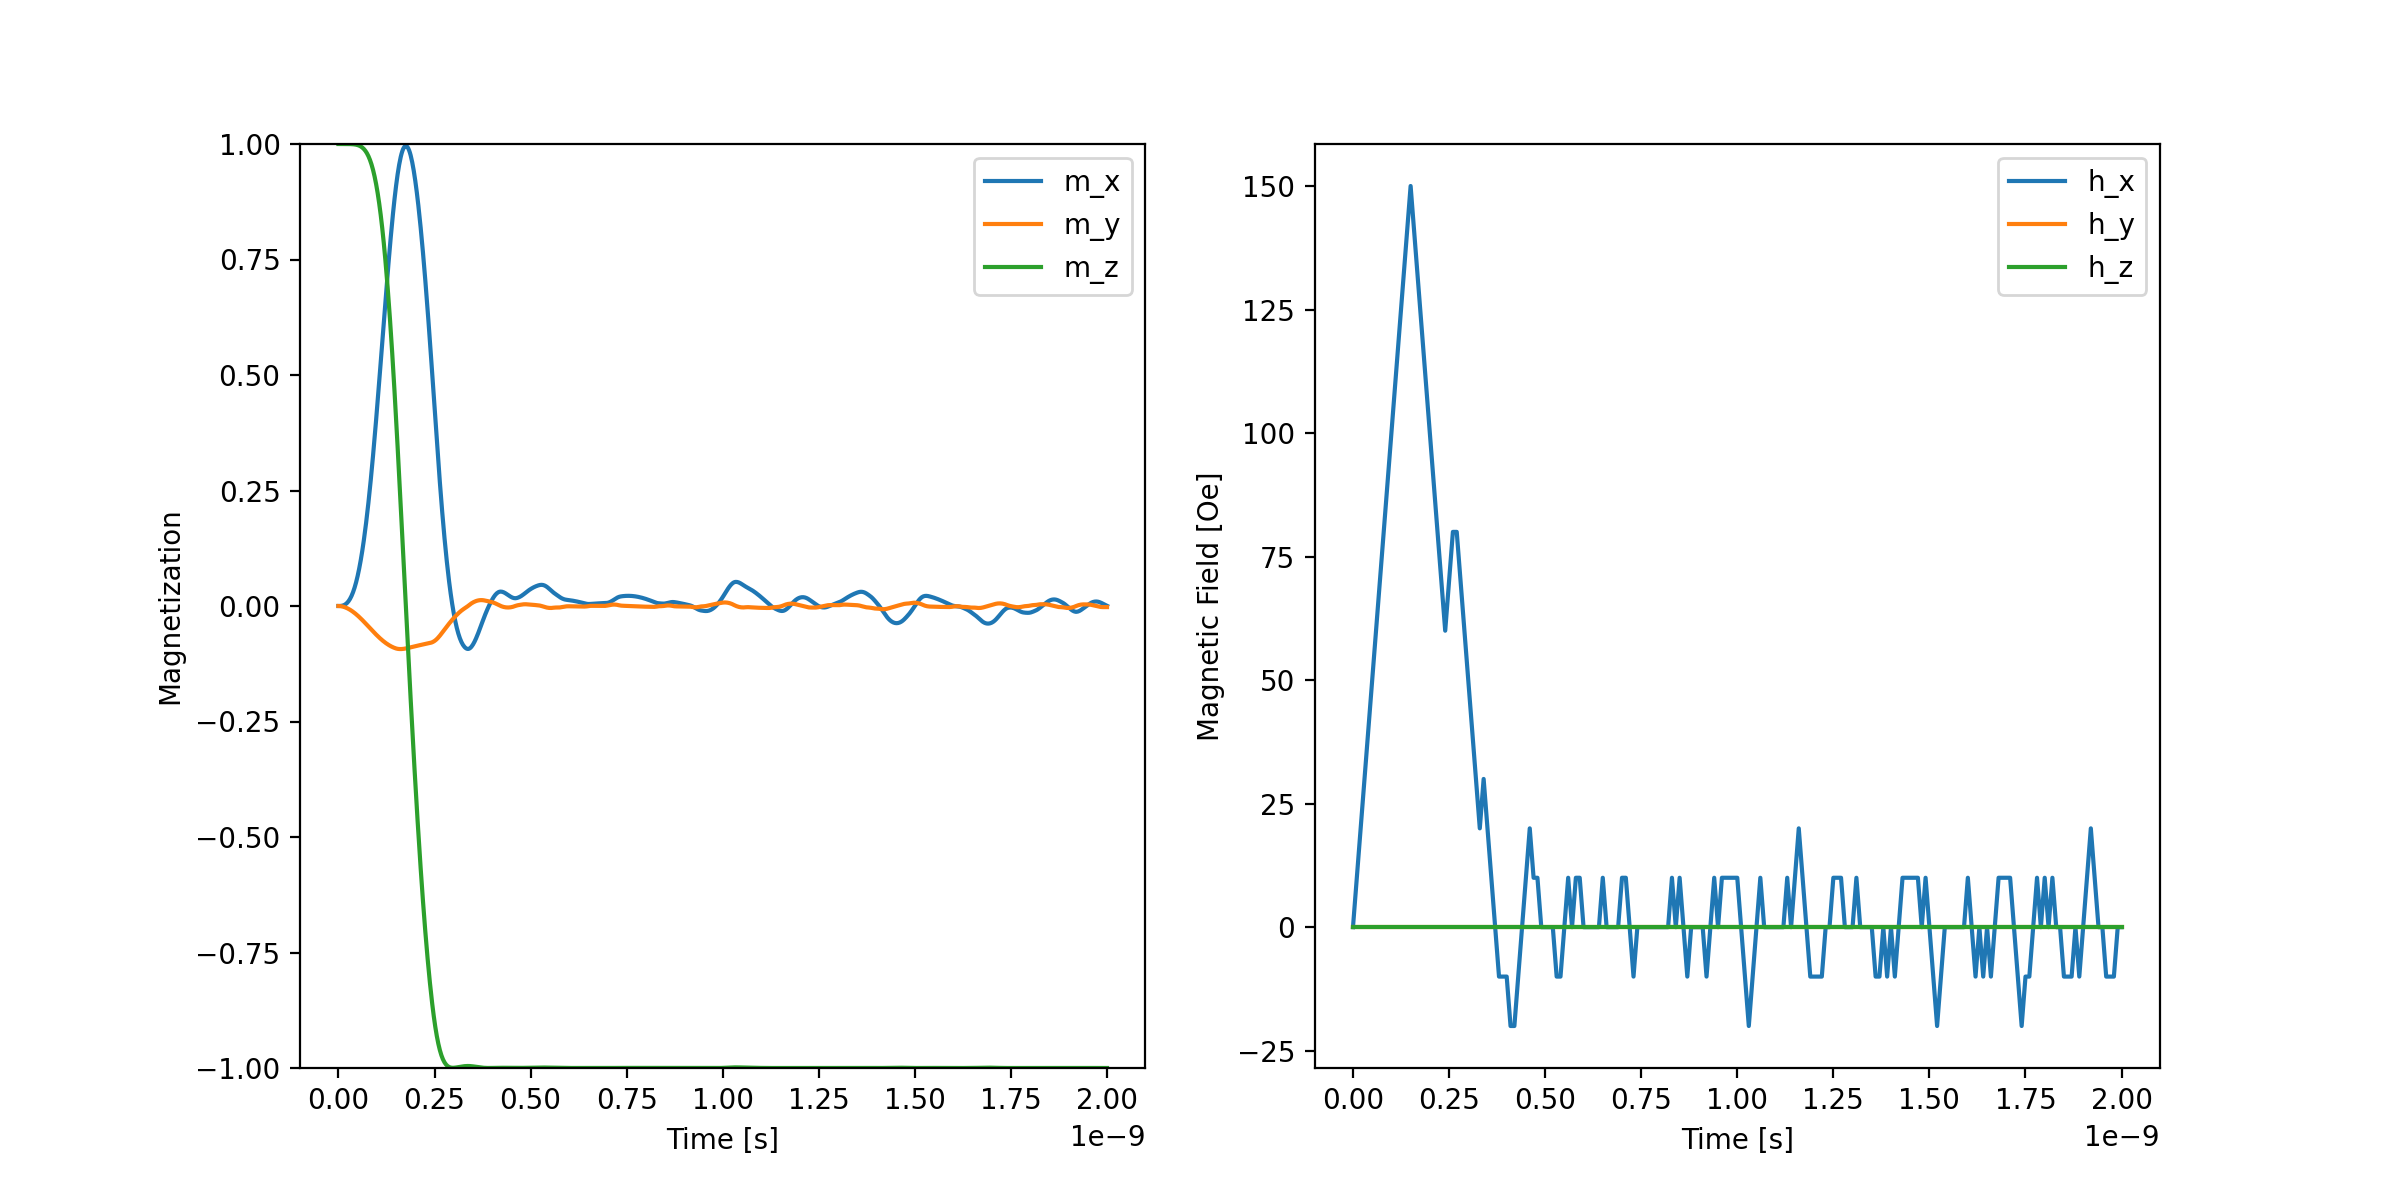 1.00
0.75
0.50
0.25
0.00
−0.25
−0.50
−0.75
−1.00
Magnetization
m_x
m_y
m_z
0.00 0.25 0.50 0.75 1.00 1.25 1.50 1.75 2.00
1e−9
Time [s]
150
125
100
75
50
25
0
−25
Magnetic Field [Oe]
h_x
h_y
h_z
0.00 0.25 0.50 0.75 1.00 1.25 1.50 1.75 2.00
1e−9
Time [s]